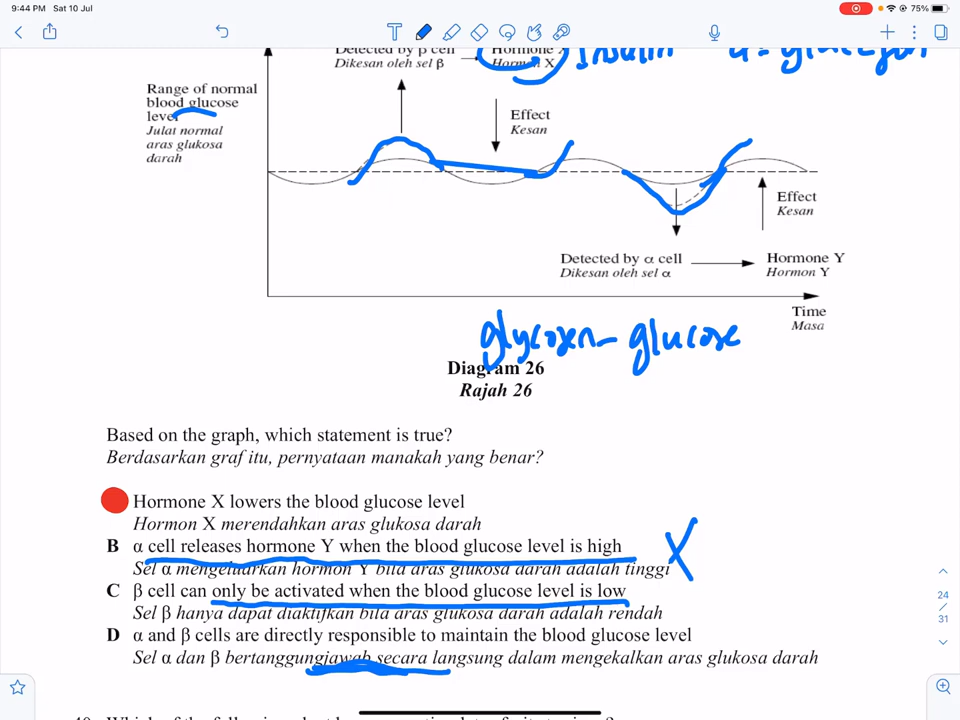 9:44 PM Sat 10 Jul
75%
Detected by β cell
Dikesan oleh sel β
Hormone X
Hormon X
Insulin
Range of normal
blood glucose
level
Julat normal
aras glukosa
darah
Effect
Kesan
Effect
Kesan
Detected by α cell
Dikesan oleh sel α
Hormone Y
Hormon Y
Time
Masa
glycogen - glucose
Diagram 26
Rajah 26
Based on the graph, which statement is true?
Berdasarkan graf itu, pernyataan manakah yang benar?
Hormone X lowers the blood glucose level
Hormon X merendahkan aras glukosa darah
B α cell releases hormone Y when the blood glucose level is high
Sel α mengeluarkan hormon Y bila aras glukosa darah adalah tinggi
X
C β cell can only be activated when the blood glucose level is low
Sel β hanya dapat diaktifkan bila aras glukosa darah adalah rendah
D α and β cells are directly responsible to maintain the blood glucose level
Sel α dan β bertanggungjawab secara langsung dalam mengekalkan aras glukosa darah
24
/
31